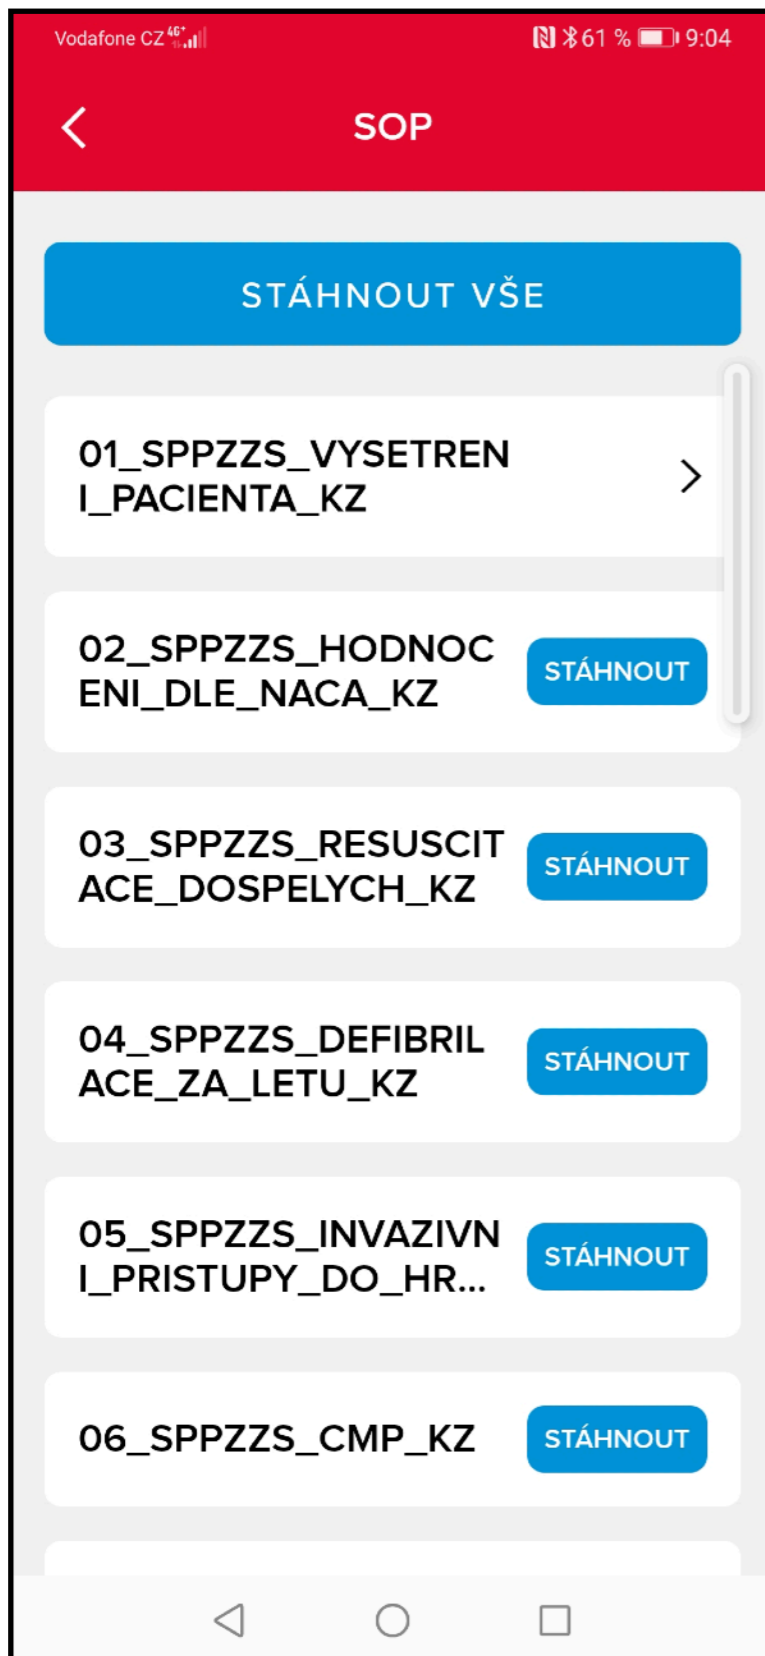 Vodafone CZ 4G+ 61 % 9:04
SOP
STÁHNOUT VŠE
01_SPPZZS_VYSETREN
I_PACIENTA_KZ
02_SPPZZS_HODNOC
ENI_DLE_NACA_KZ
STÁHNOUT
03_SPPZZS_RESUSCIT
ACE_DOSPELYCH_KZ
STÁHNOUT
04_SPPZZS_DEFIBRIL
ACE_ZA_LETU_KZ
STÁHNOUT
05_SPPZZS_INVAZIVN
I_PRISTUPY_DO_HR...
STÁHNOUT
06_SPPZZS_CMP_KZ
STÁHNOUT